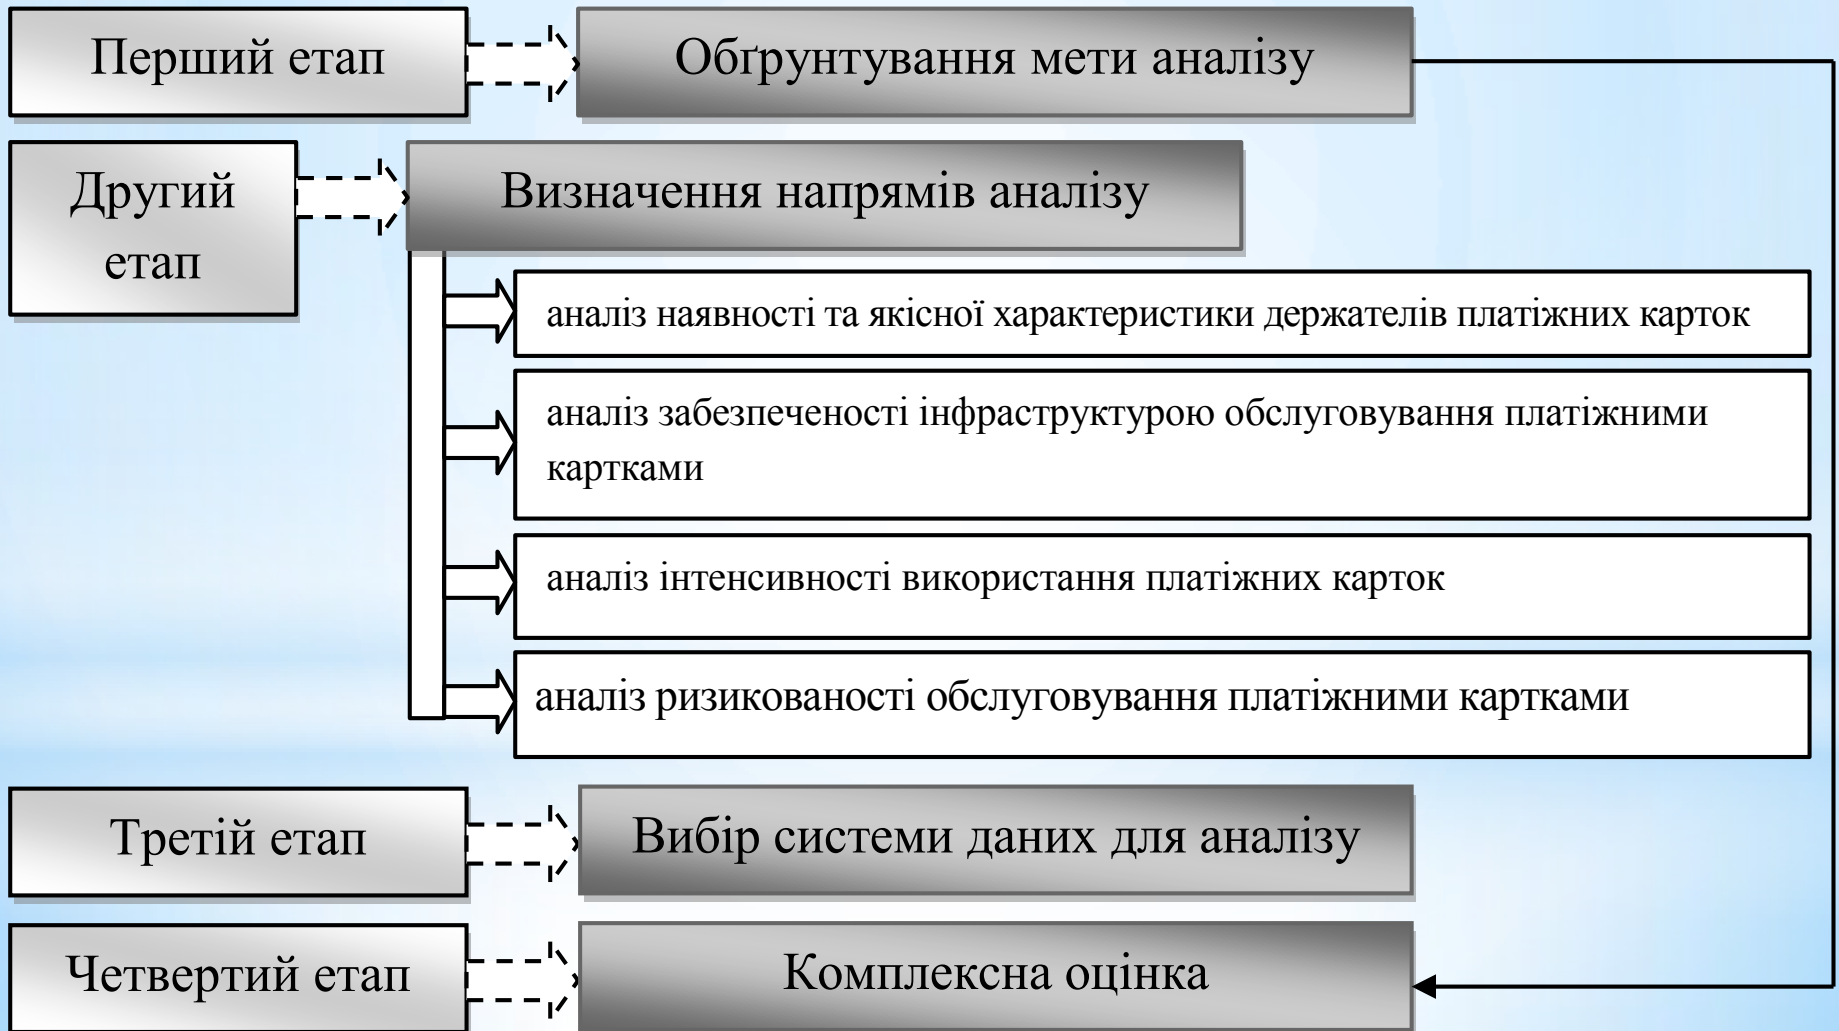 Перший етап
Обґрунтування мети аналізу
Другий
етап
Визначення напрямів аналізу
аналіз наявності та якісної характеристики держателів платіжних карток
аналіз забезпеченості інфраструктурою обслуговування платіжними
картками
аналіз інтенсивності використання платіжних карток
аналіз ризикованості обслуговування платіжними картками
Третій етап
Вибір системи даних для аналізу
Четвертий етап
Комплексна оцінка